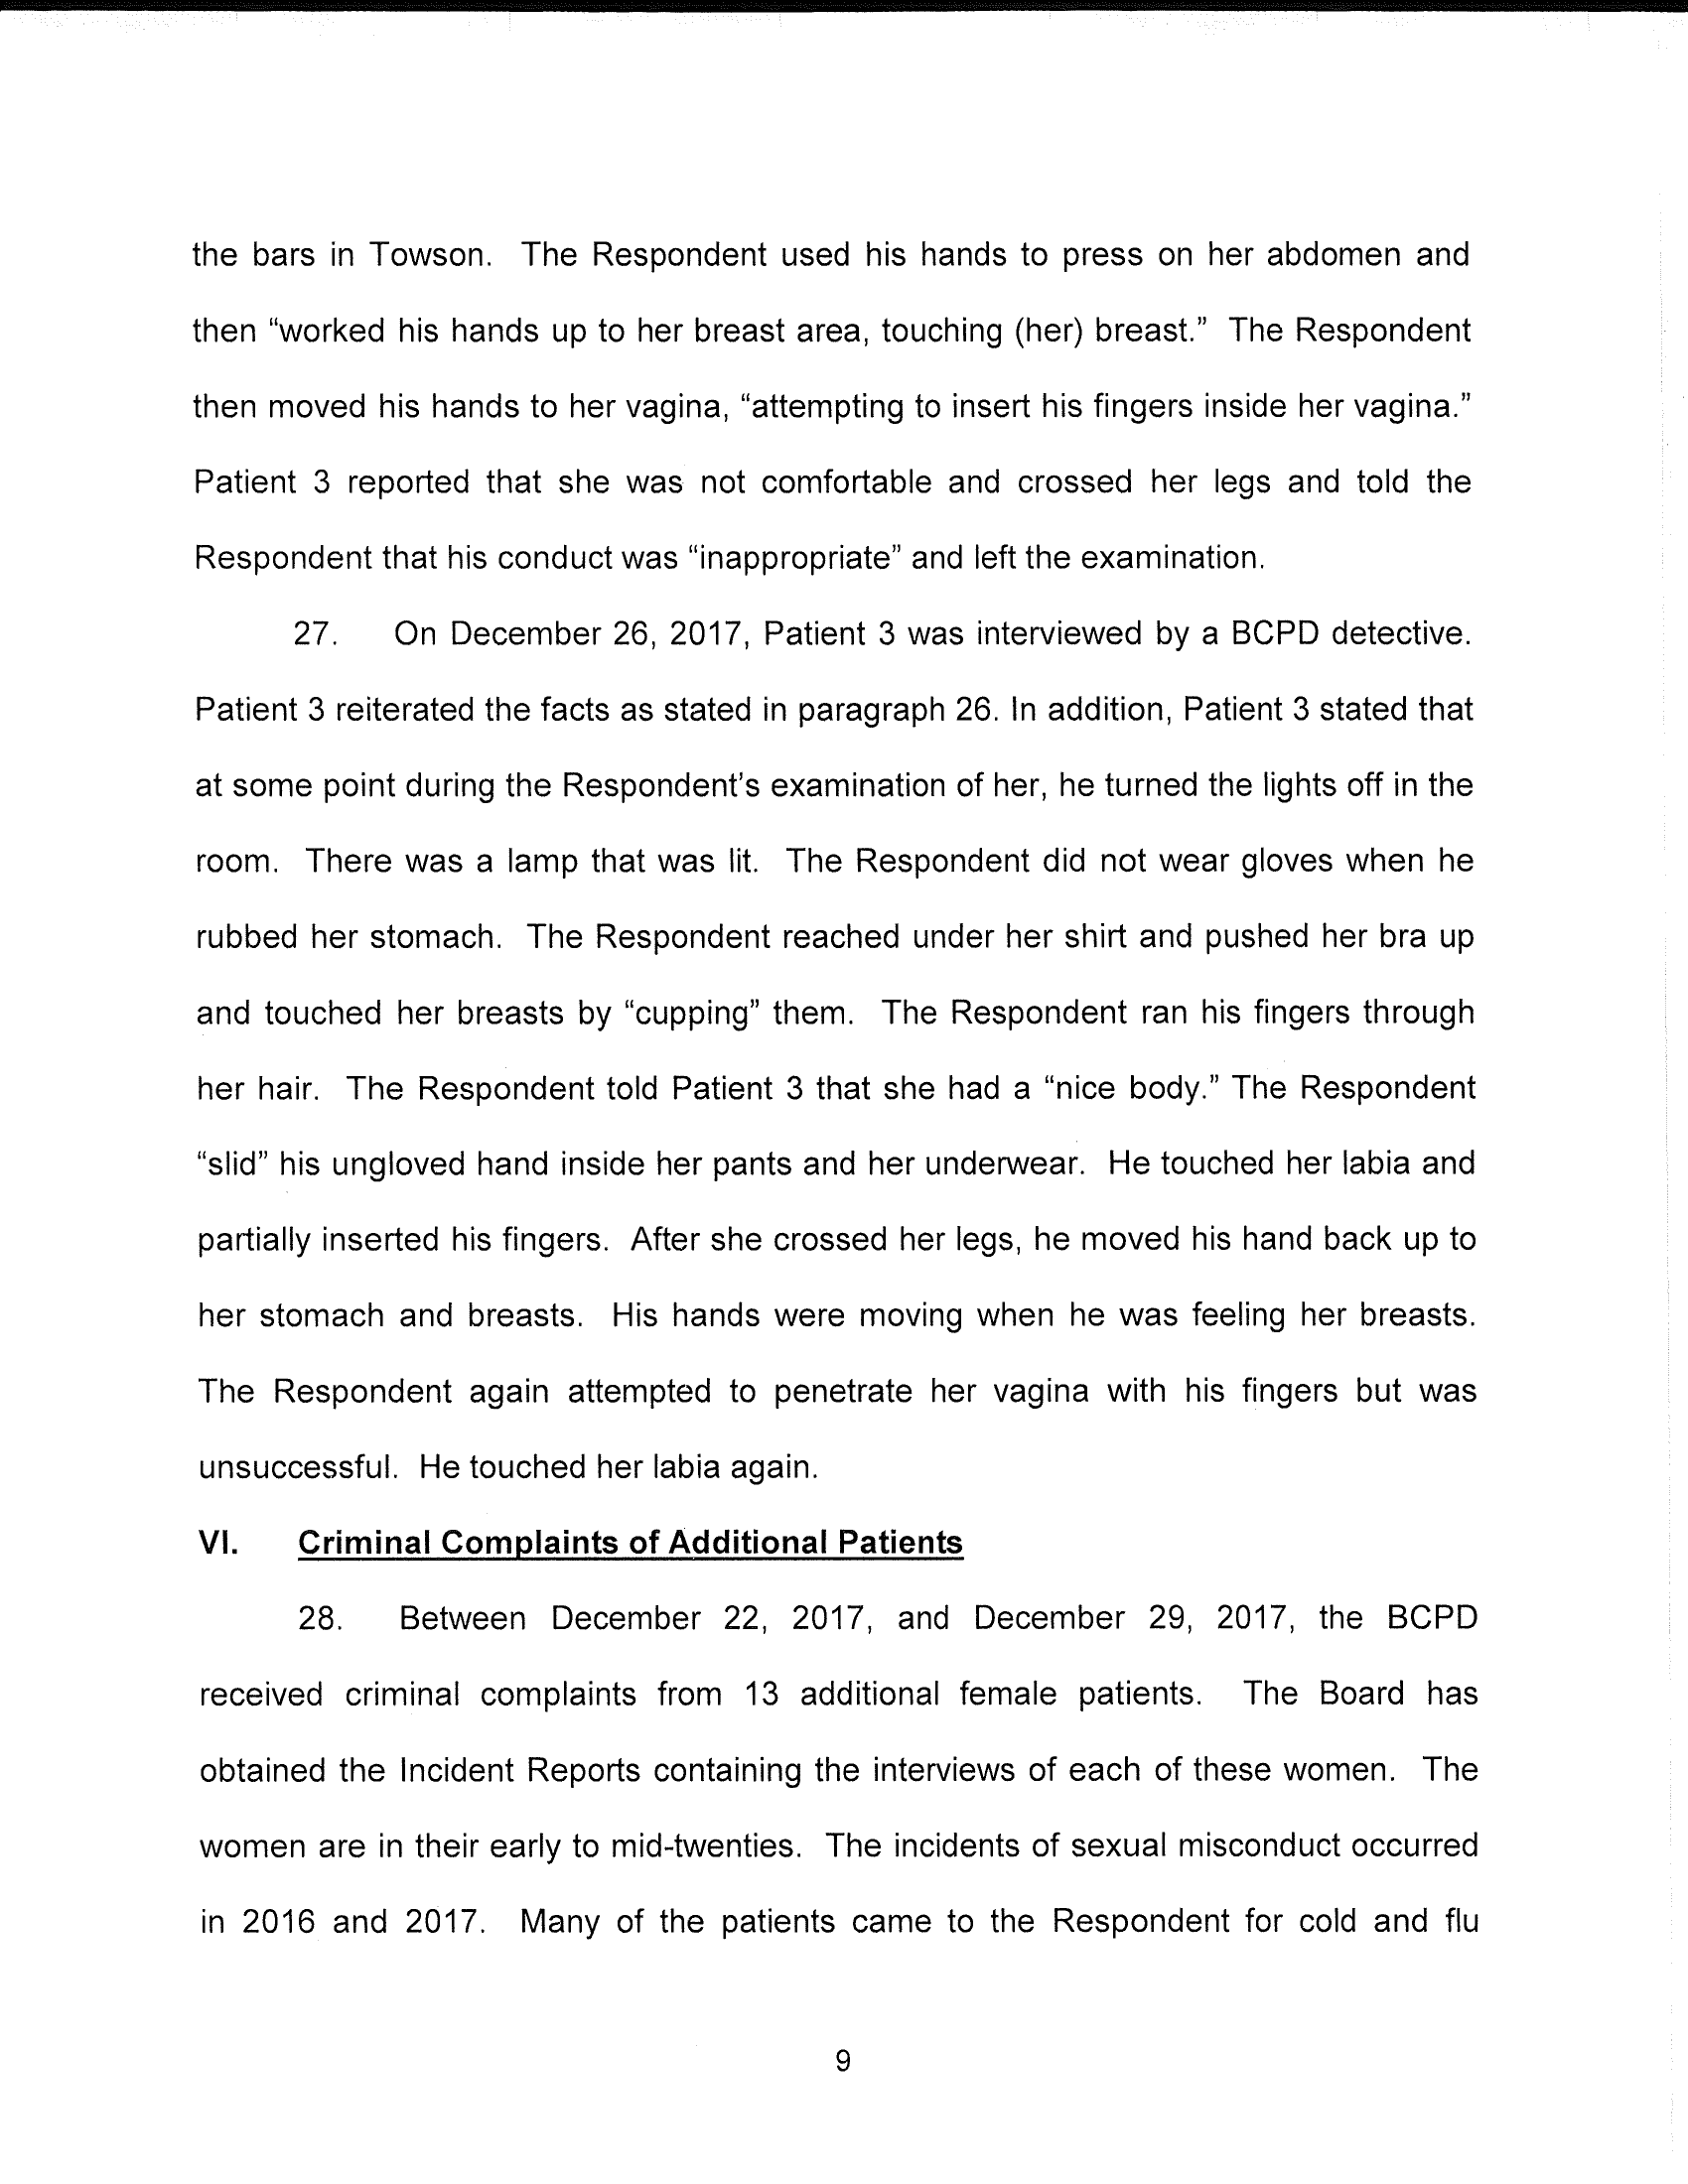 the bars in Towson. The Respondent used his hands to press on her abdomen and
then “worked his hands up to her breast area, touching (her) breast.” The Respondent
then moved his hands to her vagina, “attempting to insert his fingers inside her vagina.”
Patient 3 reported that she was not comfortable and crossed her legs and told the
Respondent that his conduct was “inappropriate” and left the examination.
27. On December 26, 2017, Patient 3 was interviewed by a BCPD detective.
Patient 3 reiterated the facts as stated in paragraph 26. In addition, Patient 3 stated that
at some point during the Respondent’s examination of her, he turned the lights off in the
room. There was a lamp that was lit. The Respondent did not wear gloves when he
rubbed her stomach. The Respondent reached under her shirt and pushed her bra up
and touched her breasts by “cupping” them. The Respondent ran his fingers through
her hair. The Respondent told Patient 3 that she had a “nice body.” The Respondent
“slid” his ungloved hand inside her pants and her underwear. He touched her labia and
partially inserted his fingers. After she crossed her legs, he moved his hand back up to
her stomach and breasts. His hands were moving when he was feeling her breasts.
The Respondent again attempted to penetrate her vagina with his fingers but was
unsuccessful. He touched her labia again.
VI. Criminal Complaints of Additional Patients
28. Between December 22, 2017, and December 29, 2017, the BCPD
received criminal complaints from 13 additional female patients. The Board has
obtained the Incident Reports containing the interviews of each of these women. The
women are in their early to mid-twenties. The incidents of sexual misconduct occurred
in 2016 and 2017. Many of the patients came to the Respondent for cold and flu
9